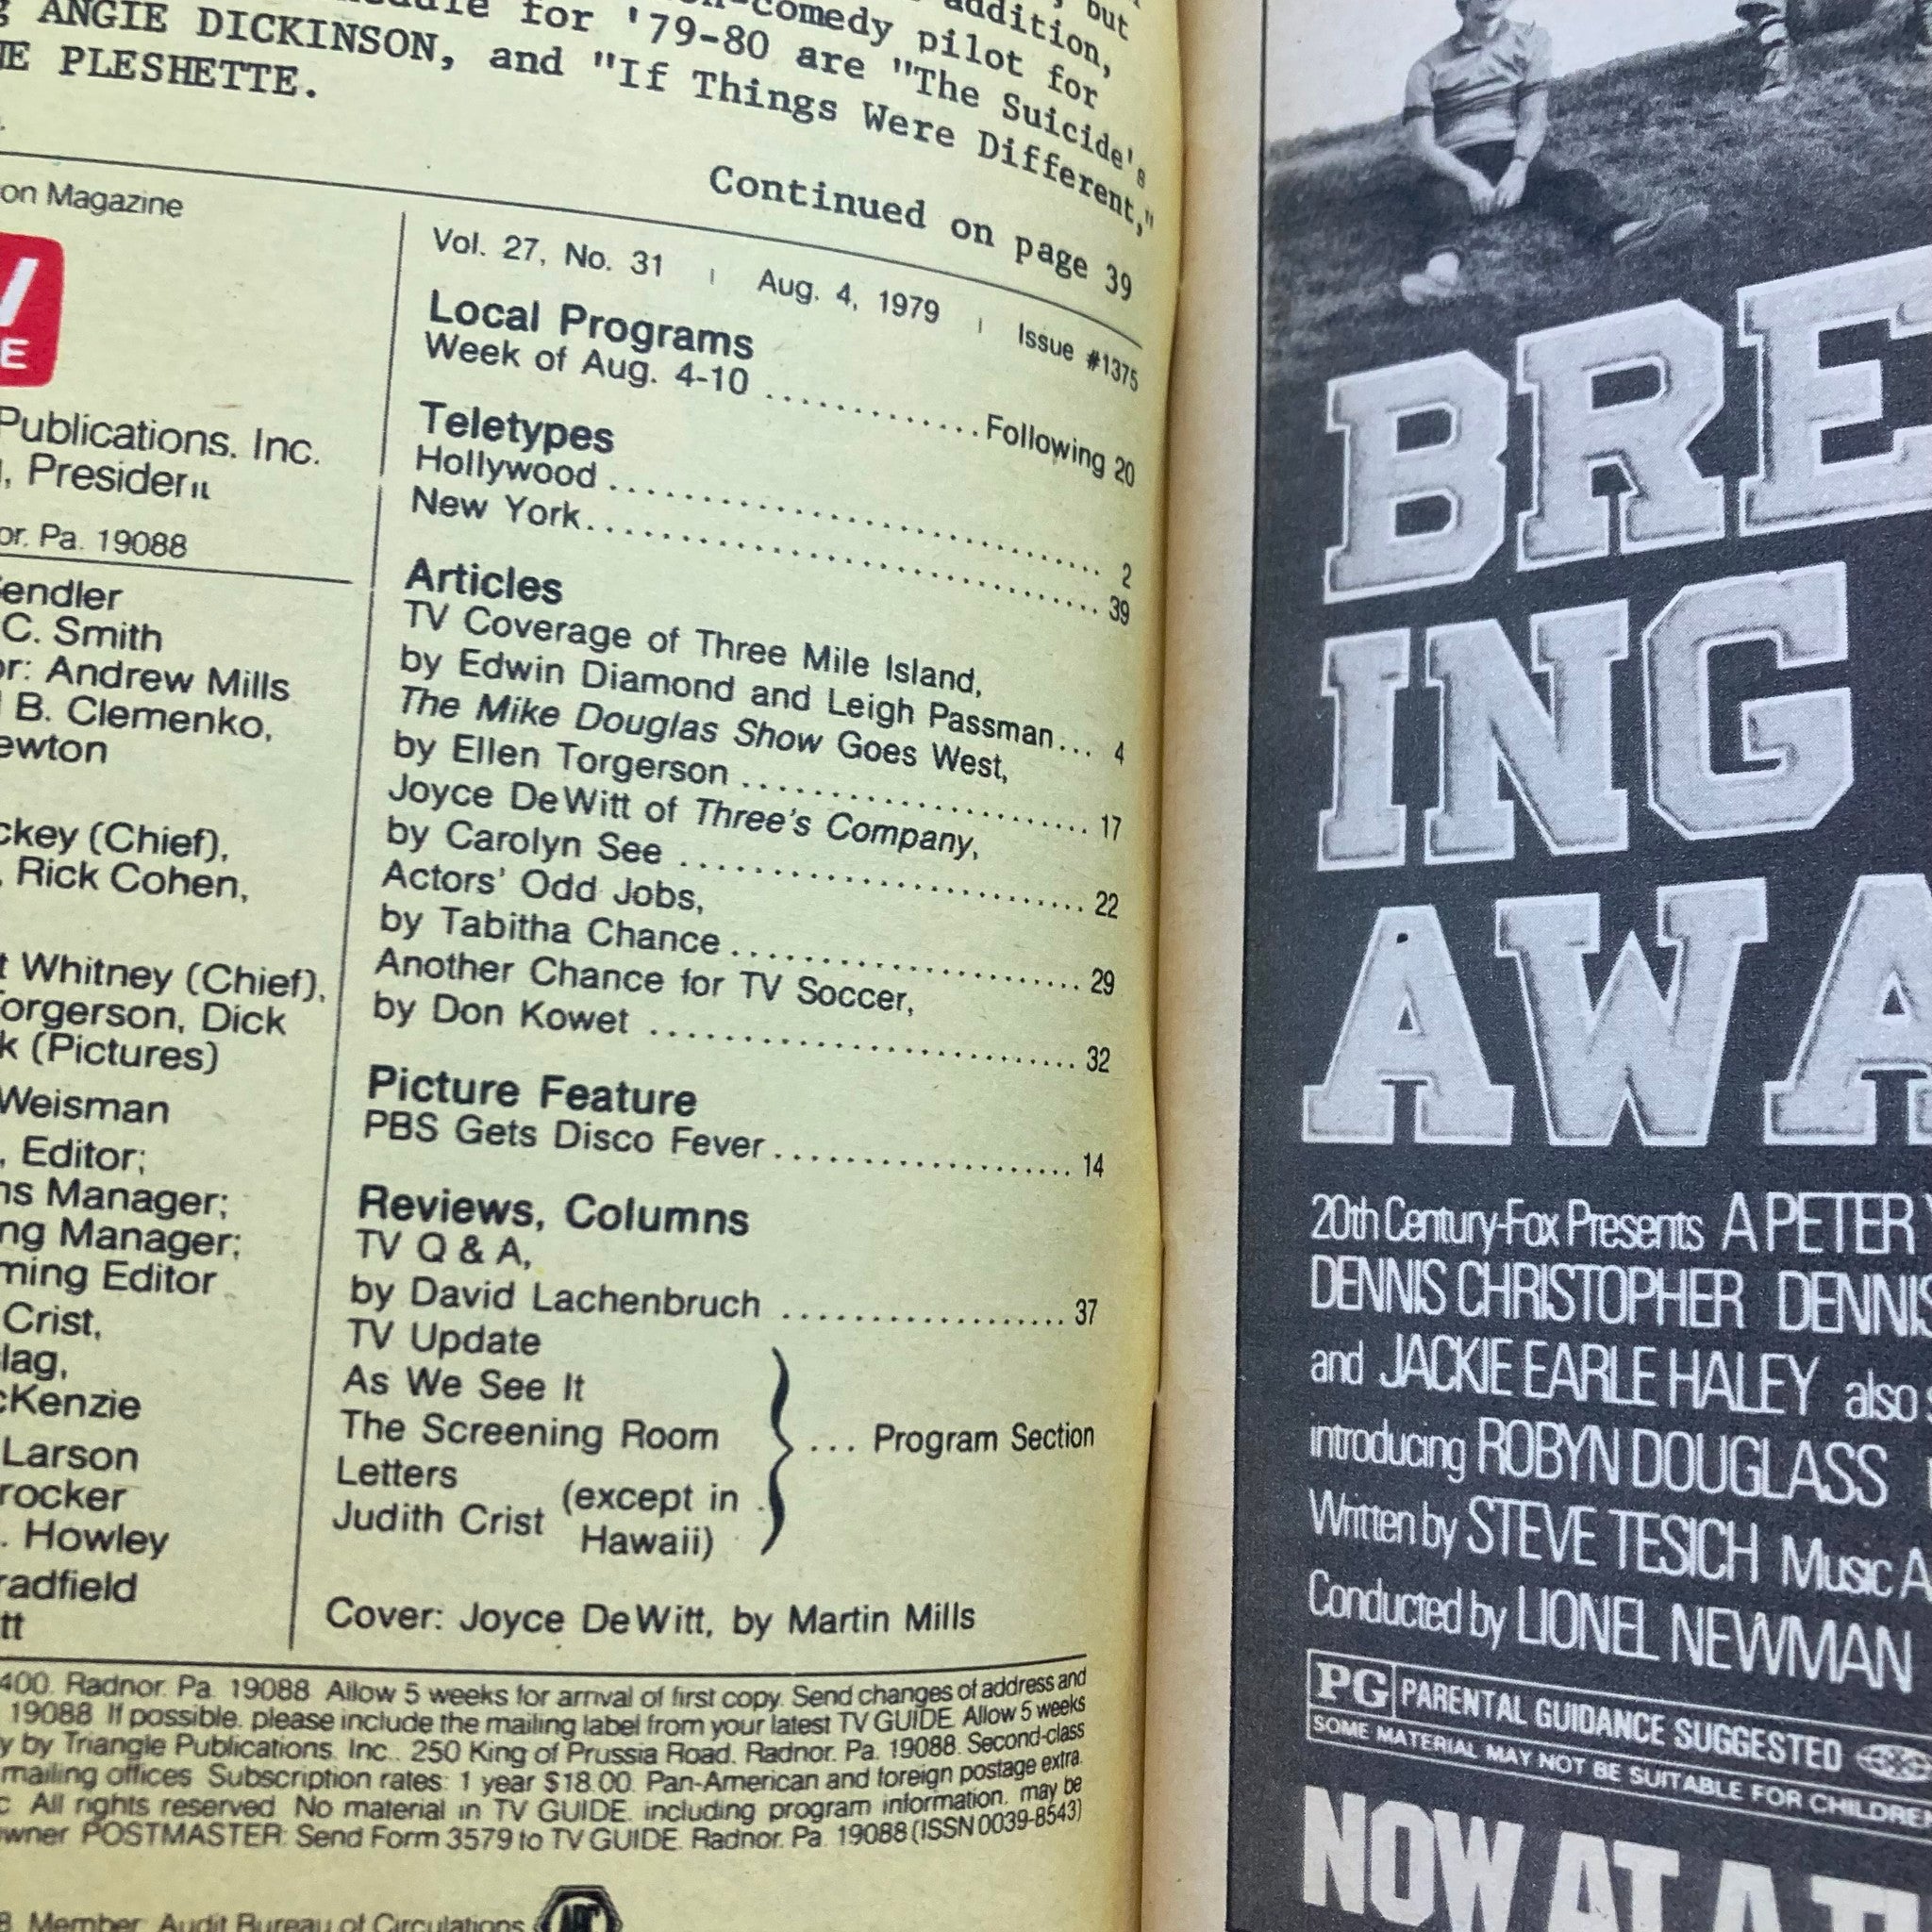 but
addition,
-comedy pilot for
for '79-80 are "The Suicide's
ANGIE DICKINSON, and "If Things Were Different,"
PLESHETTE.
Continued on page 39
on Magazine
Publications, Inc.
or, Pa. 19088
endler
C. Smith
or: Andrew Mills
B. Clemenko,
ewton
ckey (Chief),
, Rick Cohen,
t Whitney (Chief),
orgerson, Dick
k (Pictures)
Weisman
, Editor;
ns Manager;
ng Manager;
ming Editor
Crist,
lag,
cKenzie
Larson
rocker
. Howley
radfield
tt
Vol. 27, No. 31 | Aug. 4, 1979 | Issue #1375
Local Programs
Week of Aug. 4-10 ............ Following 20
Teletypes
Hollywood ............ 2
New York ............ 39
Articles
TV Coverage of Three Mile Island,
by Edwin Diamond and Leigh Passman... 4
The Mike Douglas Show Goes West,
by Ellen Torgerson ............ 17
Joyce DeWitt of Three's Company,
by Carolyn See ............ 22
Actors' Odd Jobs,
by Tabitha Chance ............ 29
Another Chance for TV Soccer,
by Don Kowet ............ 32
Picture Feature
PBS Gets Disco Fever ............ 14
Reviews, Columns
TV Q & A,
by David Lachenbruch ............ 37
TV Update
As We See It
The Screening Room ... Program Section
Letters
Judith Crist (except in Hawaii)
Cover: Joyce DeWitt, by Martin Mills
400, Radnor, Pa. 19088. Allow 5 weeks for arrival of first copy. Send changes of address and
19088. If possible, please include the mailing label from your latest TV GUIDE. Allow 5 weeks
y by Triangle Publications, Inc., 250 King of Prussia Road, Radnor, Pa. 19088. Second-class
mailing offices. Subscription rates: 1 year $18.00. Pan-American and foreign postage extra.
c. All rights reserved. No material in TV GUIDE, including program information, may be
owner. POSTMASTER: Send Form 3579 to TV GUIDE, Radnor, Pa. 19088 (ISSN 0039-8543)
Member, Audit Bureau of Circulations
ABC
BRE
ING
AWA
20th Century-Fox Presents A PETER
DENNIS CHRISTOPHER DENNIS
and JACKIE EARLE HALEY also
introducing ROBYN DOUGLASS
Written by STEVE TESICH Music A
Conducted by LIONEL NEWMAN
PG PARENTAL GUIDANCE SUGGESTED
SOME MATERIAL MAY NOT BE SUITABLE FOR CHILDREN
NOW AT A T